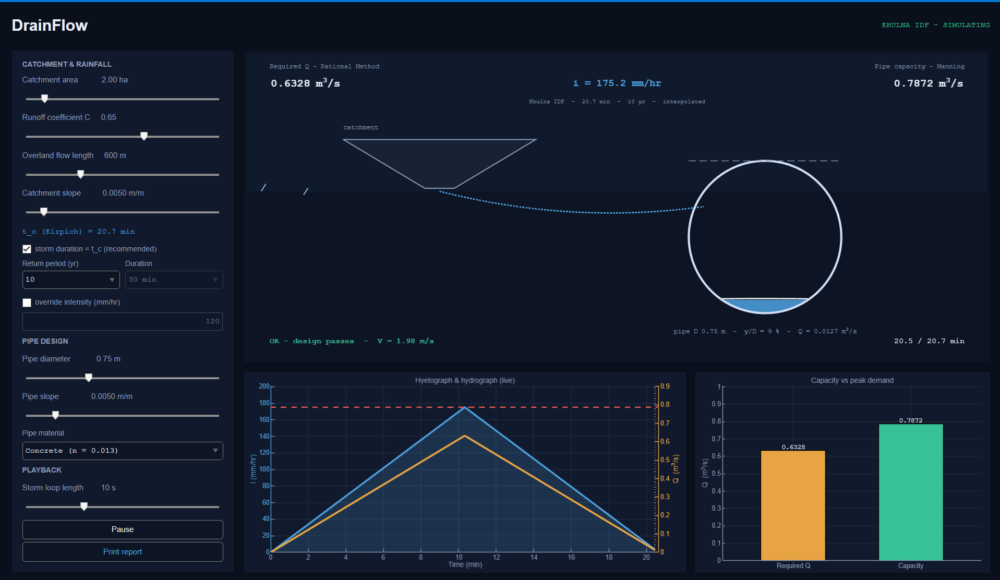 DrainFlow
KHULNA IDF - SIMULATING
CATCHMENT & RAINFALL
Catchment area 2.00 ha
Runoff coefficient C 0.65
Overland flow length 600 m
Catchment slope 0.0050 m/m
t_c (Kirpich) = 20.7 min
storm duration = t_c (recommended)
Return period (yr) Duration
10 30 min
override intensity (mm/hr)
120
PIPE DESIGN
Pipe diameter 0.75 m
Pipe slope 0.0050 m/m
Pipe material
Concrete (n = 0.013)
PLAYBACK
Storm loop length 10 s
Pause
Print report
Required Q - Rational Method
0.6328 m³/s
i = 175.2 mm/hr
Khulna IDF - 20.7 min - 10 yr - interpolated
Pipe capacity - Manning
0.7872 m³/s
catchment
pipe D 0.75 m - y/D = 9 % - Q = 0.0127 m³/s
OK - design passes - V = 1.98 m/s
20.5 / 20.7 min
Hyetograph & hydrograph (live)
200
180
160
140
120
100
80
60
40
20
0
I (mm/hr)
0.9
0.8
0.7
0.6
0.5
0.4
0.3
0.2
0.1
0
Q (m³/s)
0 2 4 6 8 10 12 14 16 18 20
Time (min)
Capacity vs peak demand
1
0.9
0.8
0.7
0.6
0.5
0.4
0.3
0.2
0.1
0
Q (m³/s)
0.6328
0.7872
Required Q Capacity